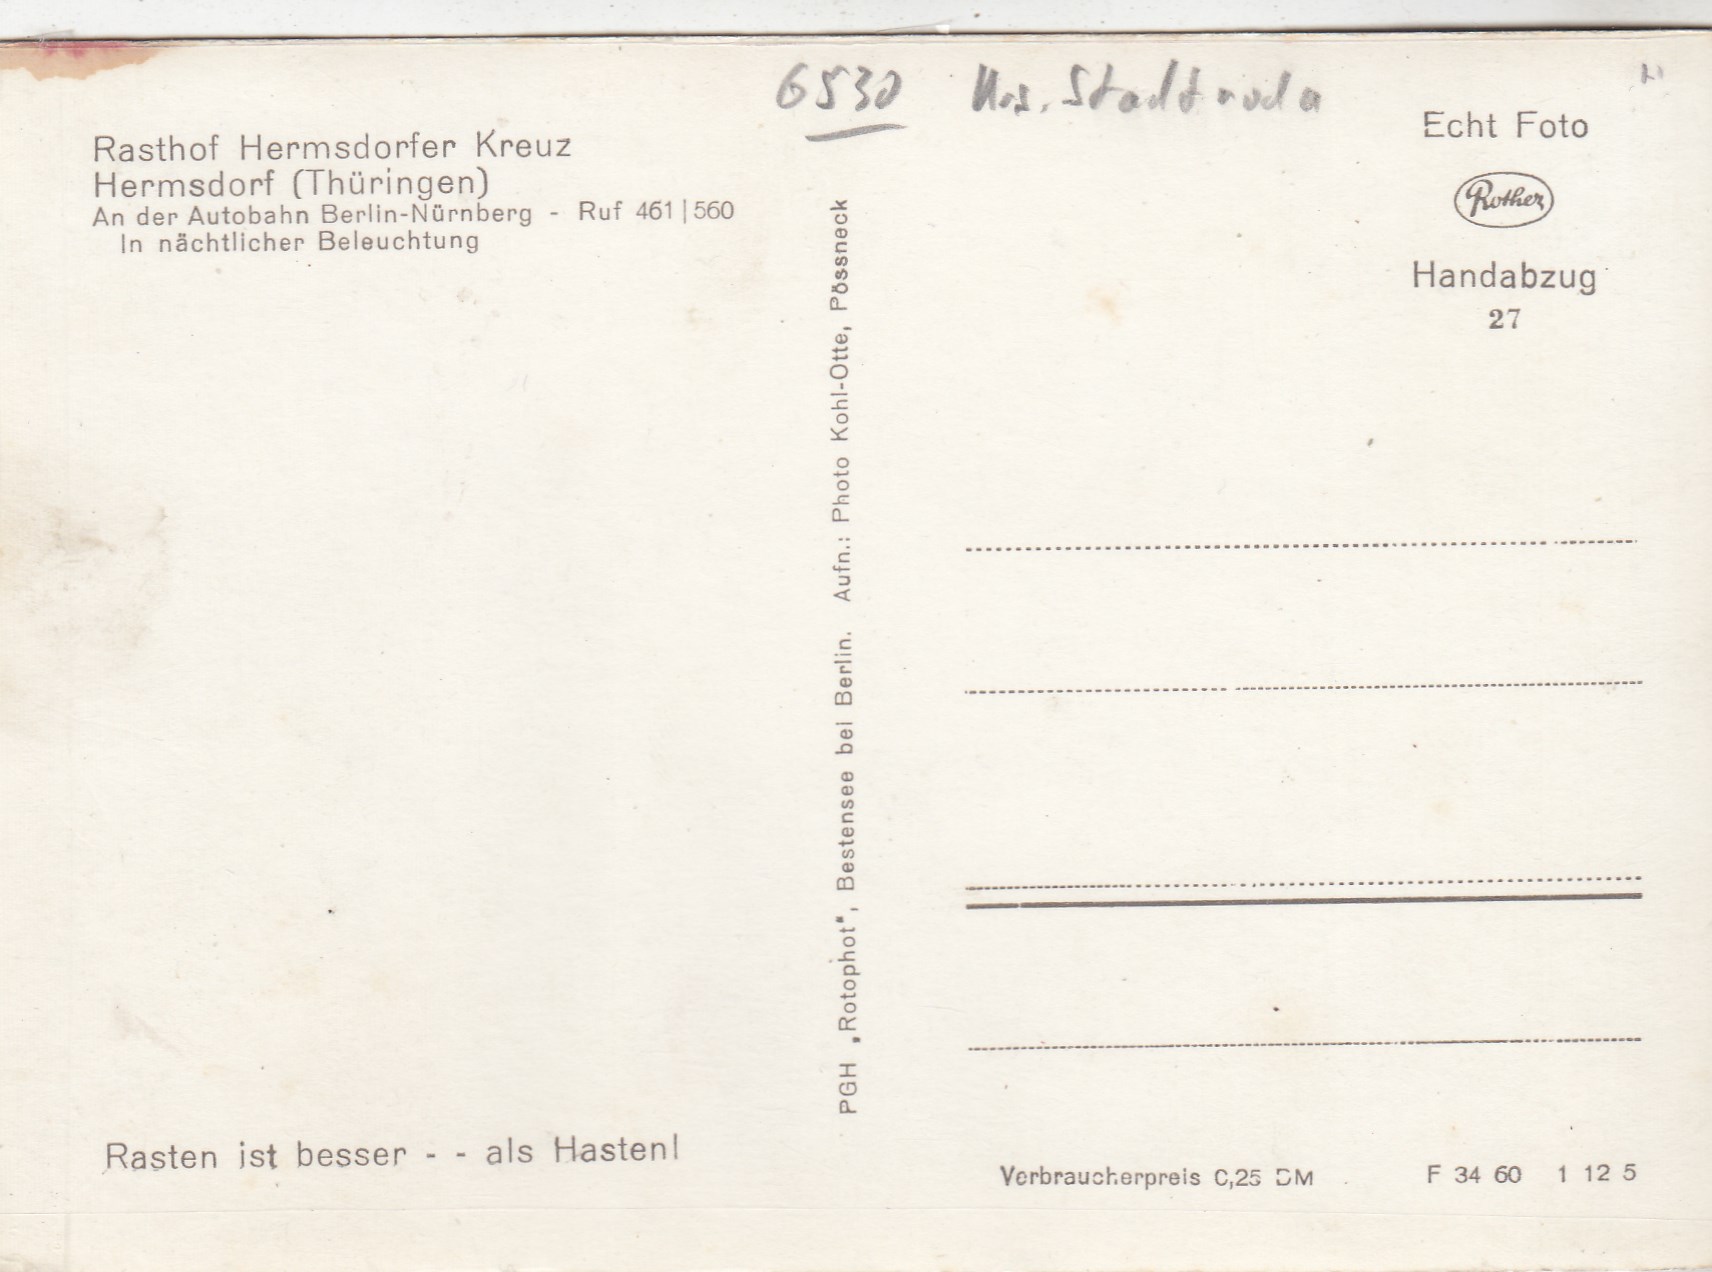 6530 Krs. Stadtroda
Rasthof Hermsdorfer Kreuz
Hermsdorf (Thüringen)
An der Autobahn Berlin-Nürnberg - Ruf 461|560
In nächtlicher Beleuchtung
Rasten ist besser - - als Hasten!
PGH „Rotophot“, Bestensee bei Berlin. Aufn.: Photo Kohl-Otte, Pössneck
Echt Foto
Rother
Handabzug
27
Verbraucherpreis 0,25 DM F 34 60 1 12 5